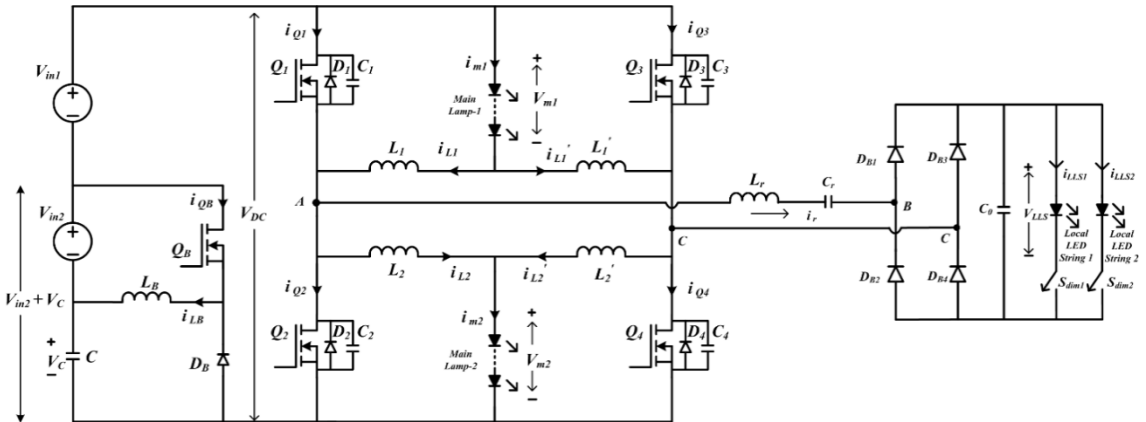 V_in1
V_in2
V_in2 + V_C
V_C
C
i_QB
Q_B
L_B
i_LB
D_B
V_DC
i_Q1
Q_1
D_1
C_1
i_m1
Main
Lamp-1
V_m1
i_Q3
Q_3
D_3
C_3
L_1
i_L1
i_L1'
L_1'
A
L_2
i_L2
i_L2'
L_2'
C
i_Q2
Q_2
D_2
C_2
i_m2
Main
Lamp-2
V_m2
i_Q4
Q_4
D_4
C_4
L_r
C_r
i_r
D_B1
D_B3
B
C
D_B2
D_B4
C_0
V_LLS
i_LLS1
i_LLS2
Local
LED
String 1
Local
LED
String 2
S_dim1
S_dim2